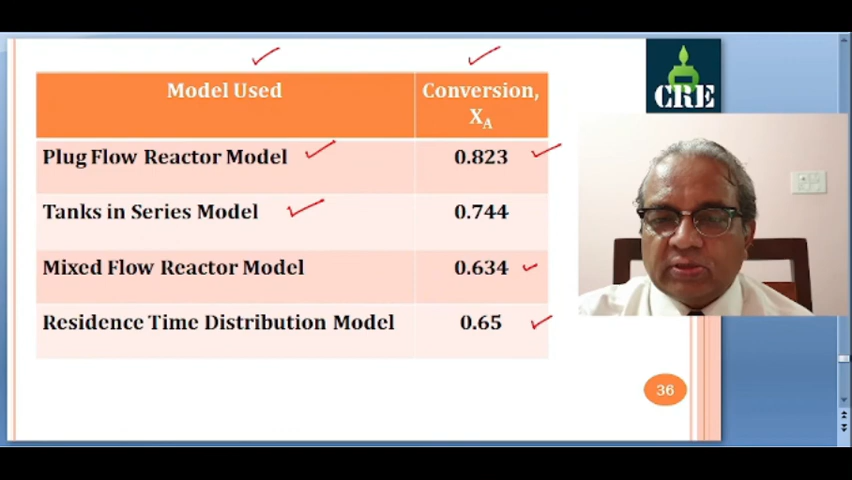 Model Used
Conversion,
XA
CRE
Plug Flow Reactor Model 0.823
Tanks in Series Model 0.744
Mixed Flow Reactor Model 0.634
Residence Time Distribution Model 0.65
36